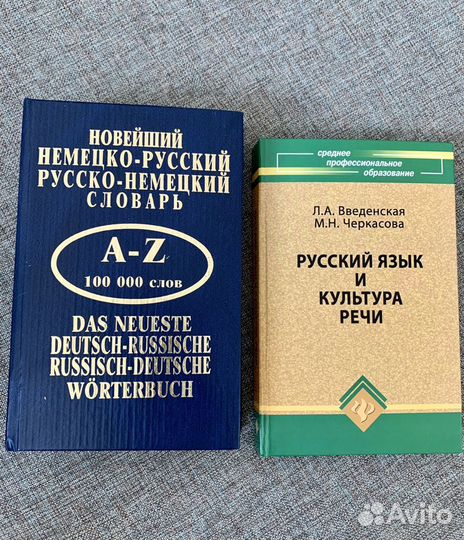 НОВЕЙШИЙ
НЕМЕЦКО-РУССКИЙ
РУССКО-НЕМЕЦКИЙ
СЛОВАРЬ
A-Z
100 000 слов
DAS NEUESTE
DEUTSCH-RUSSISCHE
RUSSISCH-DEUTSCHE
WÖRTERBUCH
среднее
профессиональное
образование
Л.А. Введенская
М.Н. Черкасова
РУССКИЙ ЯЗЫК
И
КУЛЬТУРА
РЕЧИ
Avito